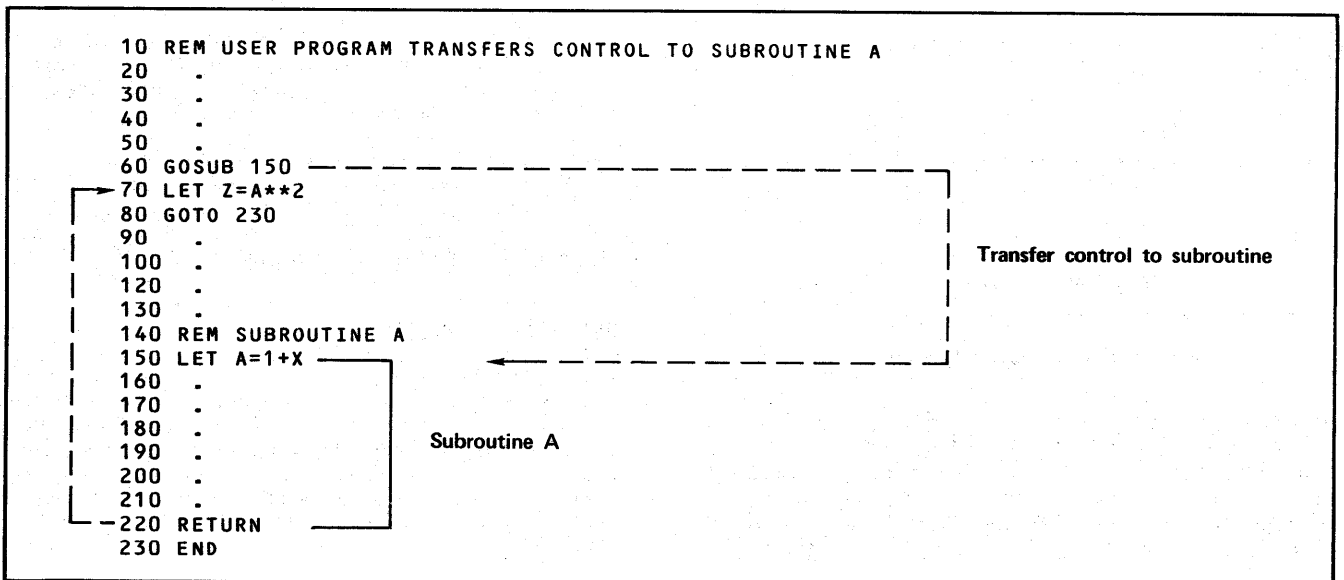 10 REM USER PROGRAM TRANSFERS CONTROL TO SUBROUTINE A
20 .
30 .
40 .
50 .
60 GOSUB 150
70 LET Z=A**2
80 GOTO 230
90 .
100 .
120 .
130 .
140 REM SUBROUTINE A
150 LET A=1+X
160 .
170 .
180 .
190 .
200 .
210 .
220 RETURN
230 END
Transfer control to subroutine
Subroutine A